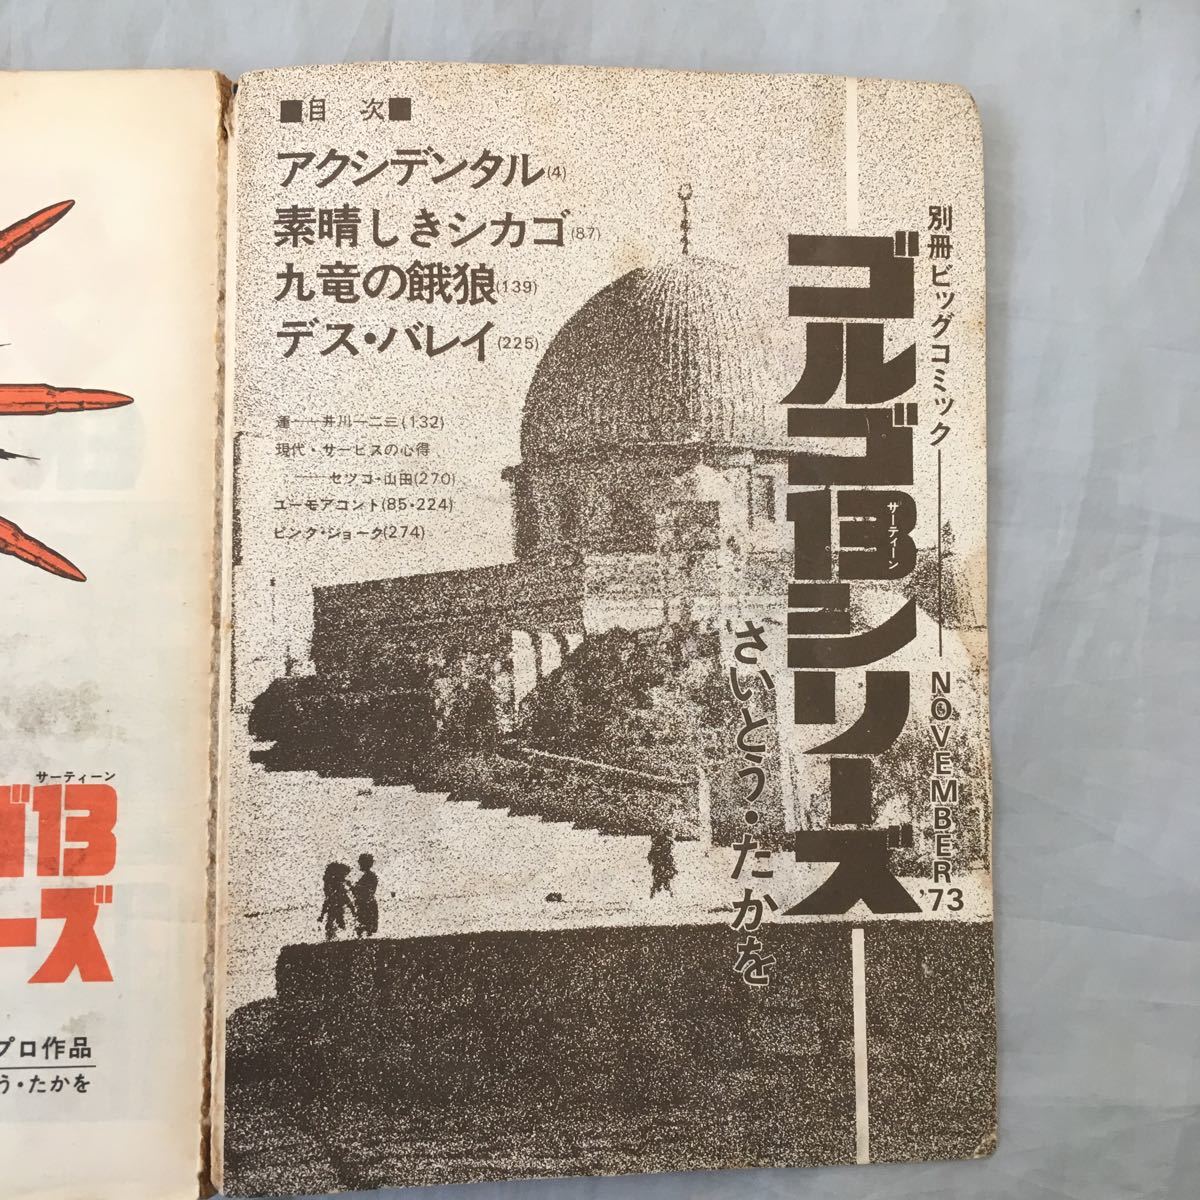 ■目 次■
アクシデンタル(4)
素晴しきシカゴ(87)
九竜の餓狼(139)
デス・バレイ(225)
運――井川一二三(132)
現代・サービスの心得
――セツコ・山田(270)
ユーモアコント(85・224)
ピンク・ジョーク(274)
別冊ビッグコミック――NOVEMBER '73
ゴルゴ13シリーズ
サーティーン
さいとう・たかを
サーティーン
ゴ13
ーズ
プロ作品
う・たかを